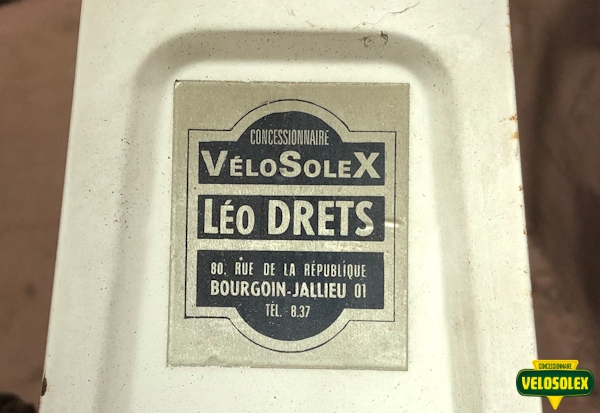 CONCESSIONNAIRE
VÉLOSOLEX
LÉO DRETS
80, RUE DE LA RÉPUBLIQUE
BOURGOIN-JALLIEU 01
TÉL. 8.37
CONCESSIONNAIRE
VELOSOLEX